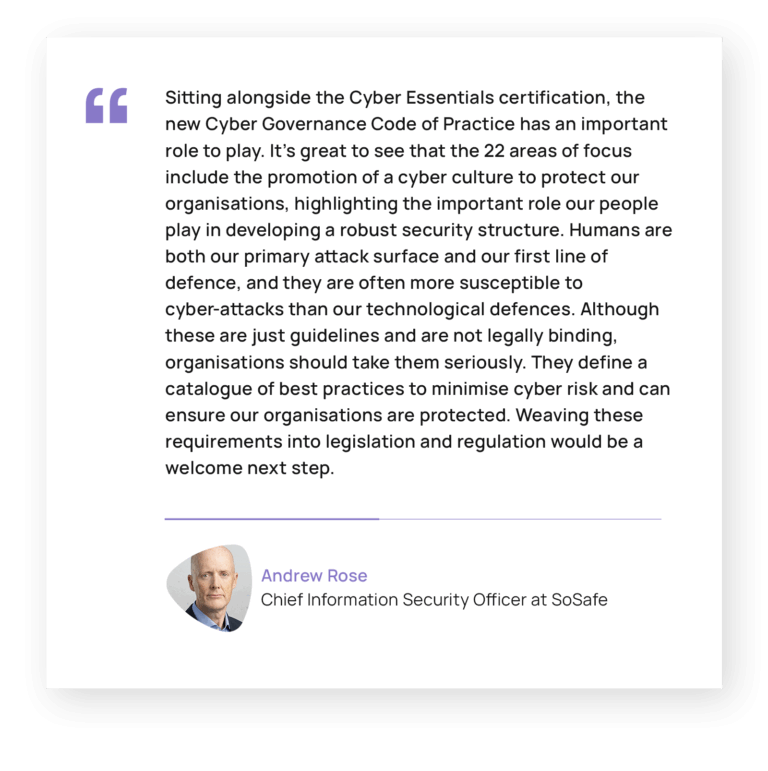 “
Sitting alongside the Cyber Essentials certification, the
new Cyber Governance Code of Practice has an important
role to play. It’s great to see that the 22 areas of focus
include the promotion of a cyber culture to protect our
organisations, highlighting the important role our people
play in developing a robust security structure. Humans are
both our primary attack surface and our first line of
defence, and they are often more susceptible to
cyber-attacks than our technological defences. Although
these are just guidelines and are not legally binding,
organisations should take them seriously. They define a
catalogue of best practices to minimise cyber risk and can
ensure our organisations are protected. Weaving these
requirements into legislation and regulation would be a
welcome next step.
Andrew Rose
Chief Information Security Officer at SoSafe